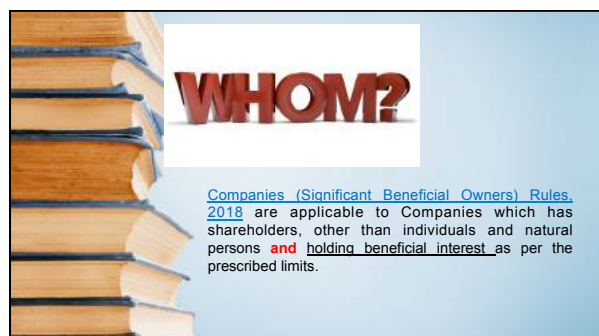 WHOM?
Companies (Significant Beneficial Owners) Rules,
2018 are applicable to Companies which has
shareholders, other than individuals and natural
persons and holding beneficial interest as per the
prescribed limits.